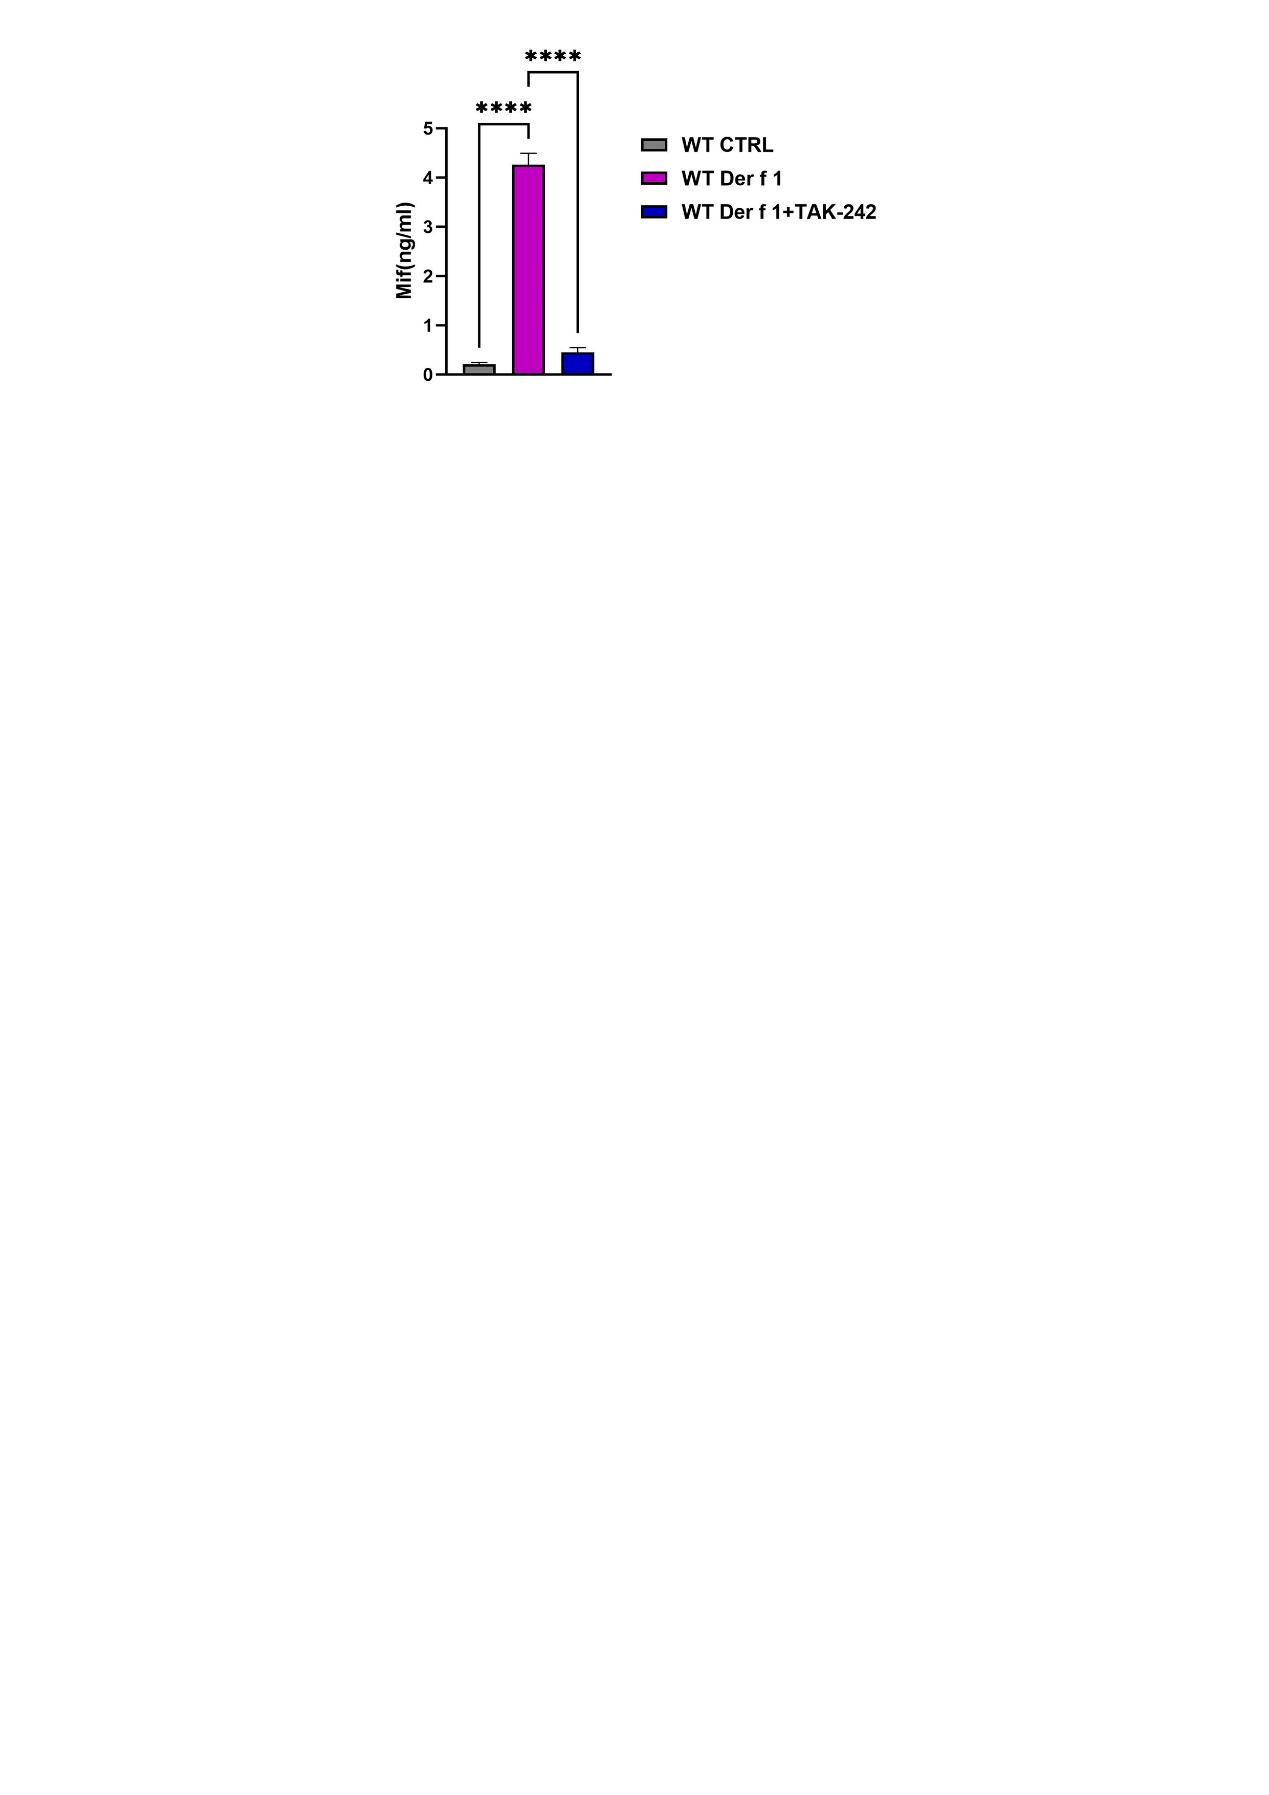 ****
****
5
4
3
2
1
0
Mif(ng/ml)
WT CTRL
WT Der f 1
WT Der f 1+TAK-242